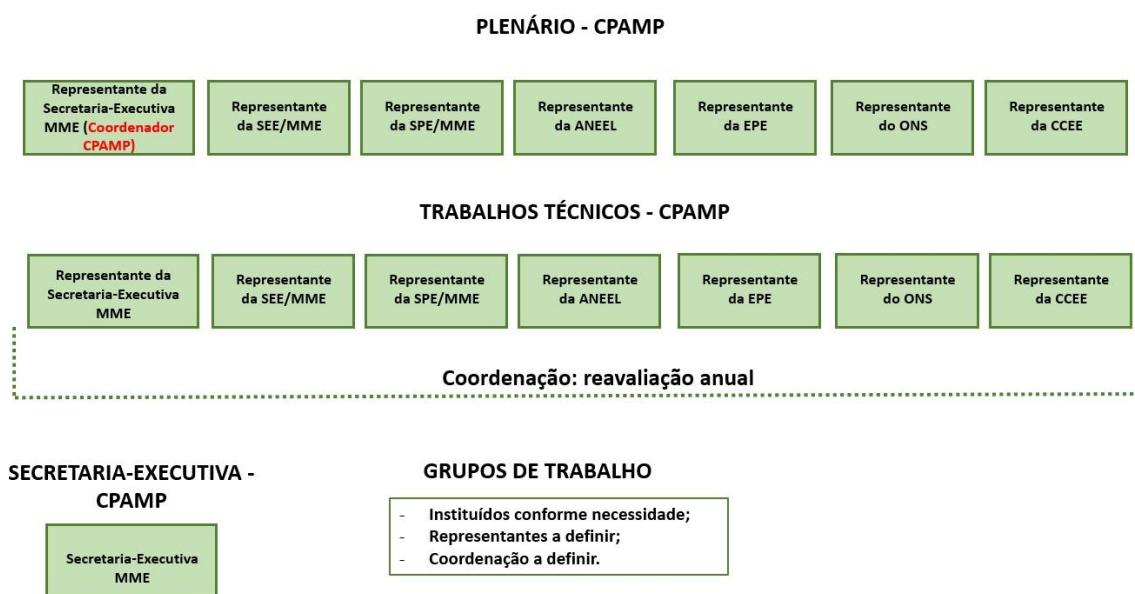 PLENÁRIO - CPAMP
Representante da
Secretaria-Executiva
MME (Coordenador
CPAMP)
Representante
da SEE/MME
Representante
da SPE/MME
Representante
da ANEEL
Representante
da EPE
Representante
do ONS
Representante
da CCEE
TRABALHOS TÉCNICOS - CPAMP
Representante da
Secretaria-Executiva
MME
Representante
da SEE/MME
Representante
da SPE/MME
Representante
da ANEEL
Representante
da EPE
Representante
do ONS
Representante
da CCEE
Coordenação: reavaliação anual
SECRETARIA-EXECUTIVA -
CPAMP
Secretaria-Executiva
MME
GRUPOS DE TRABALHO
- Instituídos conforme necessidade;
- Representantes a definir;
- Coordenação a definir.